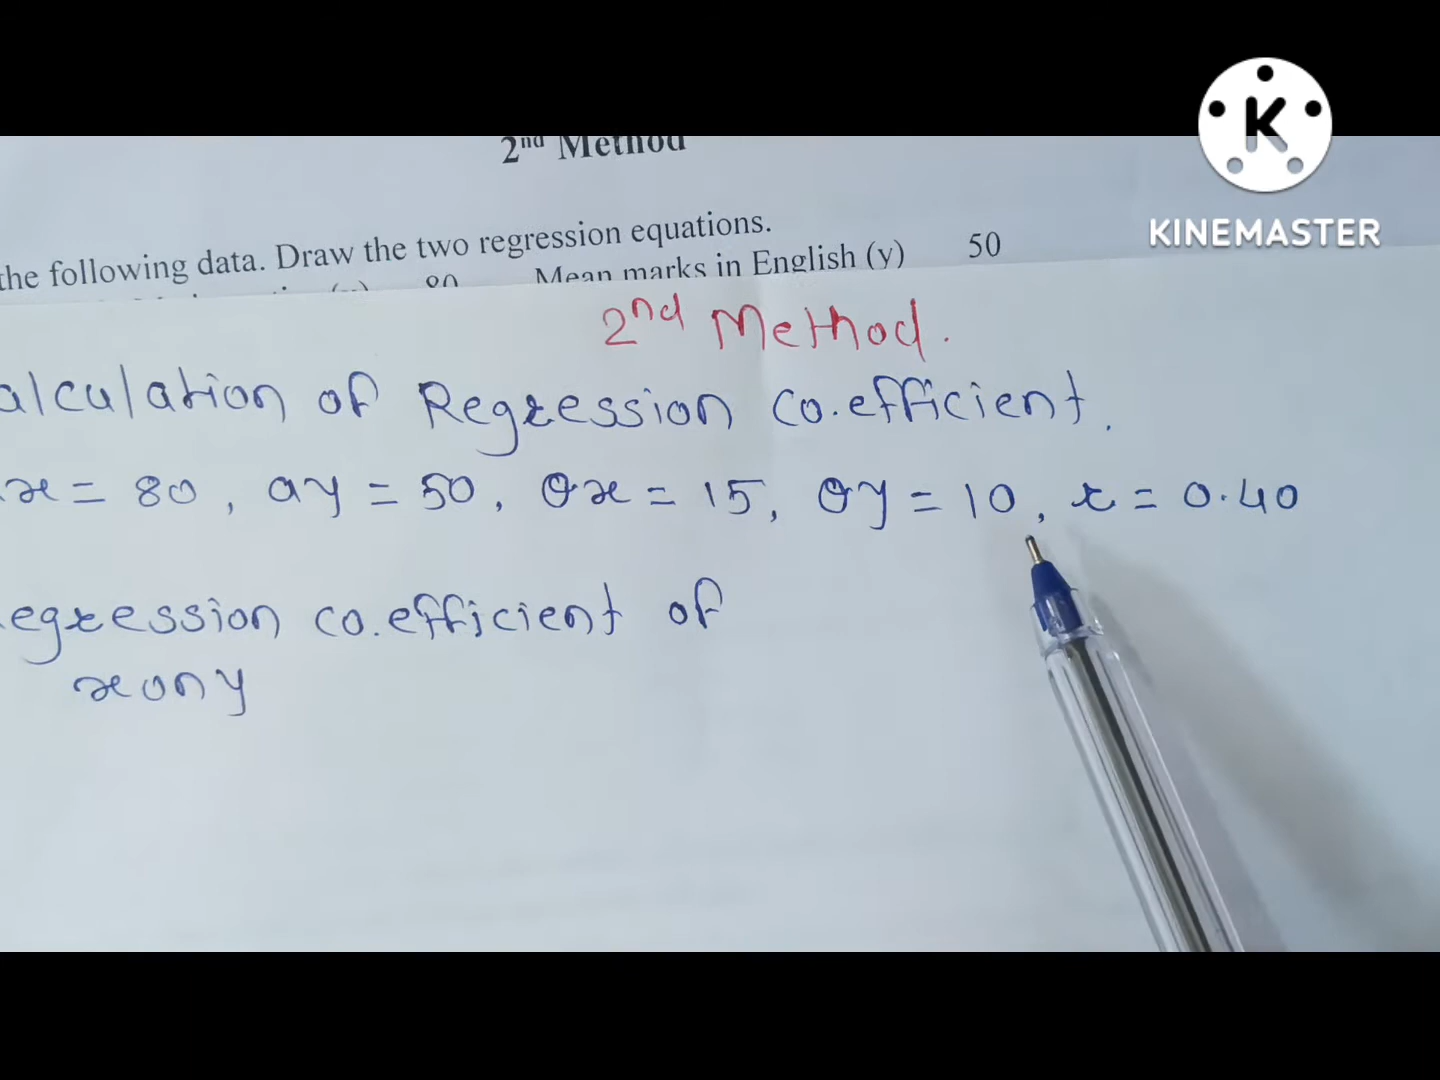 2nd Method
KINEMASTER
the following data. Draw the two regression equations.
80 Mean marks in English (y) 50
2nd Method.
alculation of Regression co.efficient.
x = 80, ay = 50, σx = 15, σy = 10, r = 0.40
egression co.efficient of
x on y